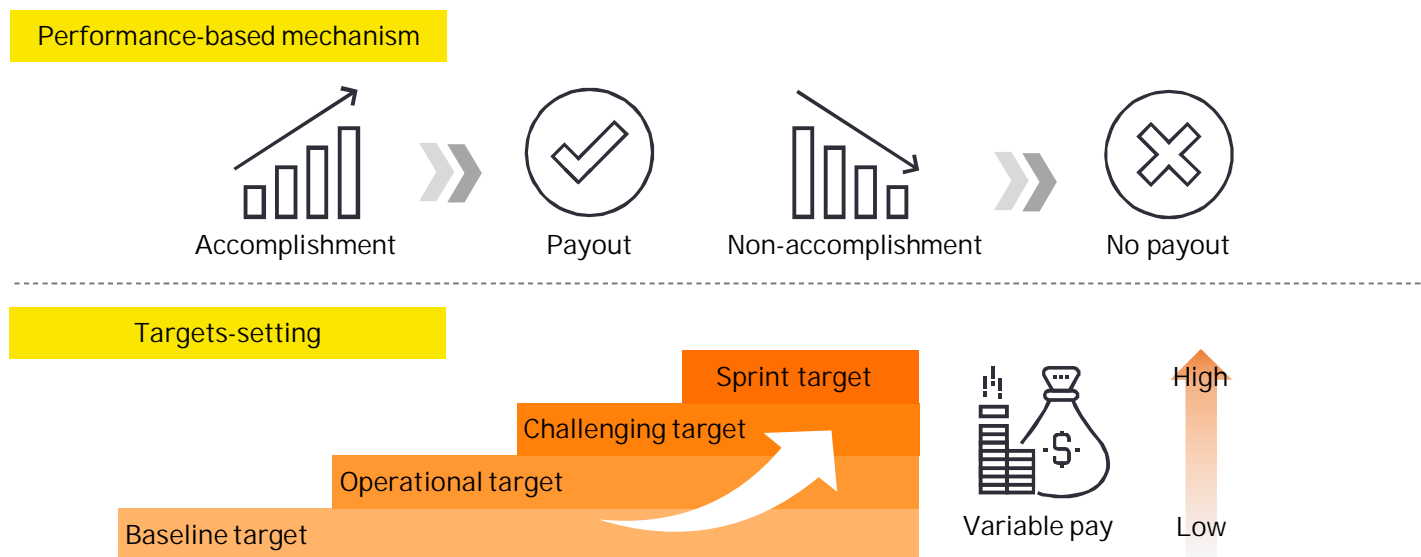 Performance-based mechanism
Accomplishment
Payout
Non-accomplishment
No payout
Targets-setting
Sprint target
High
Challenging target
$
Operational target
Baseline target
Variable pay
Low